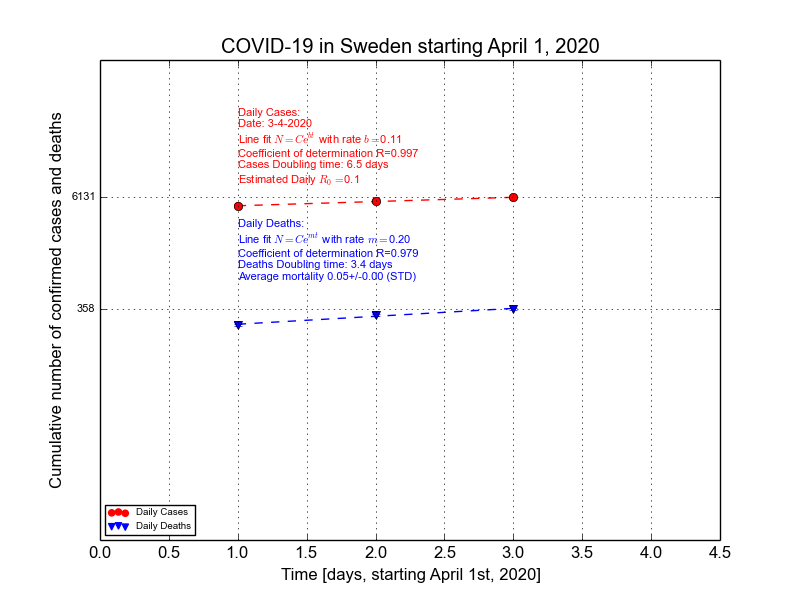 COVID-19 in Sweden starting April 1, 2020
Daily Cases:
Date: 3-4-2020
Line fit N = Ce^{bt} with rate b = 0.11
Coefficient of determination R=0.997
Cases Doubling time: 6.5 days
Estimated Daily R_0 = 0.1
6131
Daily Deaths:
Line fit N = Ce^{mt} with rate m = 0.20
Coefficient of determination R=0.979
Deaths Doubling time: 3.4 days
Average mortality 0.05+/-0.00 (STD)
358
Cumulative number of confirmed cases and deaths
Daily Cases
Daily Deaths
0.0 0.5 1.0 1.5 2.0 2.5 3.0 3.5 4.0 4.5
Time [days, starting April 1st, 2020]